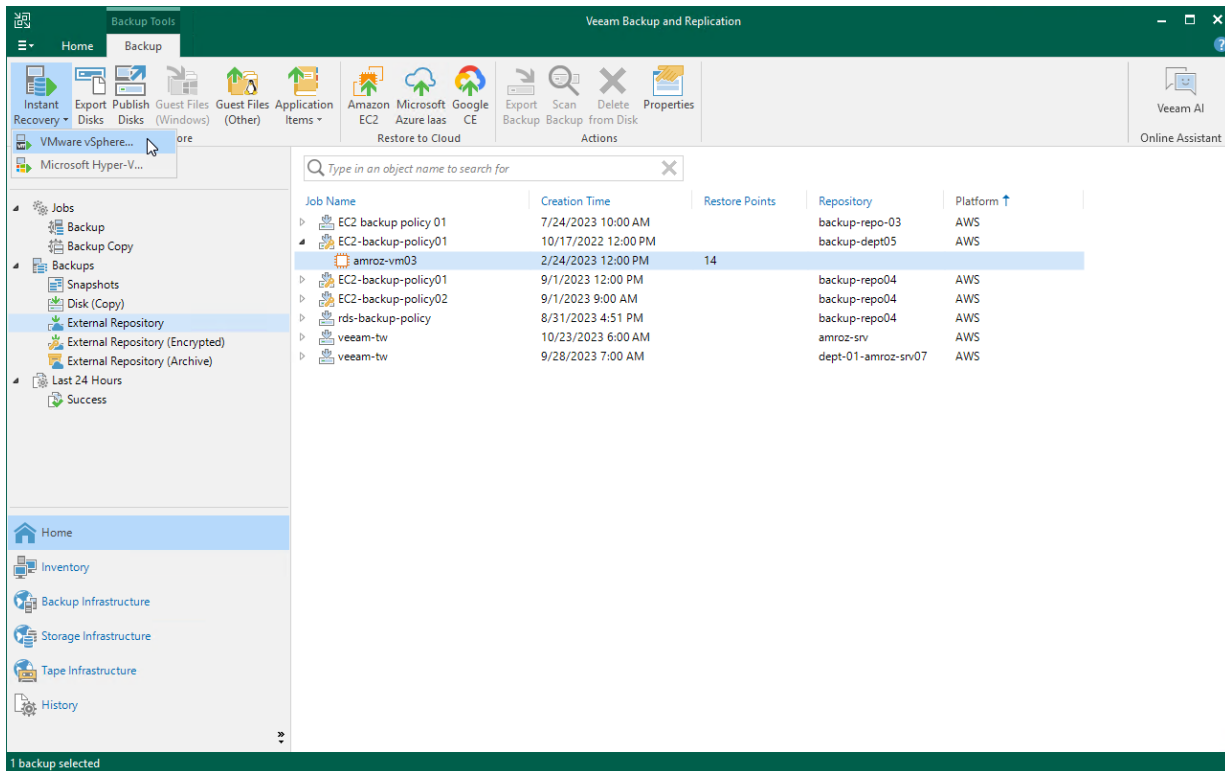 Backup Tools
Veeam Backup and Replication
Home Backup
Instant Recovery
Export Disks
Publish Disks
Guest Files (Windows)
Guest Files (Other)
Application Items
Amazon EC2
Microsoft Azure Iaas
Google CE
Export Backup
Scan Backup
Delete from Disk
Properties
Veeam AI
ore
Restore to Cloud
Actions
Online Assistant
VMware vSphere...
Microsoft Hyper-V...
Type in an object name to search for
Jobs
Backup
Backup Copy
Backups
Snapshots
Disk (Copy)
External Repository
External Repository (Encrypted)
External Repository (Archive)
Last 24 Hours
Success
Job Name Creation Time Restore Points Repository Platform
EC2 backup policy 01 7/24/2023 10:00 AM backup-repo-03 AWS
EC2-backup-policy01 10/17/2022 12:00 PM backup-dept05 AWS
amroz-vm03 2/24/2023 12:00 PM 14
EC2-backup-policy01 9/1/2023 12:00 PM backup-repo04 AWS
EC2-backup-policy02 9/1/2023 9:00 AM backup-repo04 AWS
rds-backup-policy 8/31/2023 4:51 PM backup-repo04 AWS
veeam-tw 10/23/2023 6:00 AM amroz-srv AWS
veeam-tw 9/28/2023 7:00 AM dept-01-amroz-srv07 AWS
Home
Inventory
Backup Infrastructure
Storage Infrastructure
Tape Infrastructure
History
1 backup selected